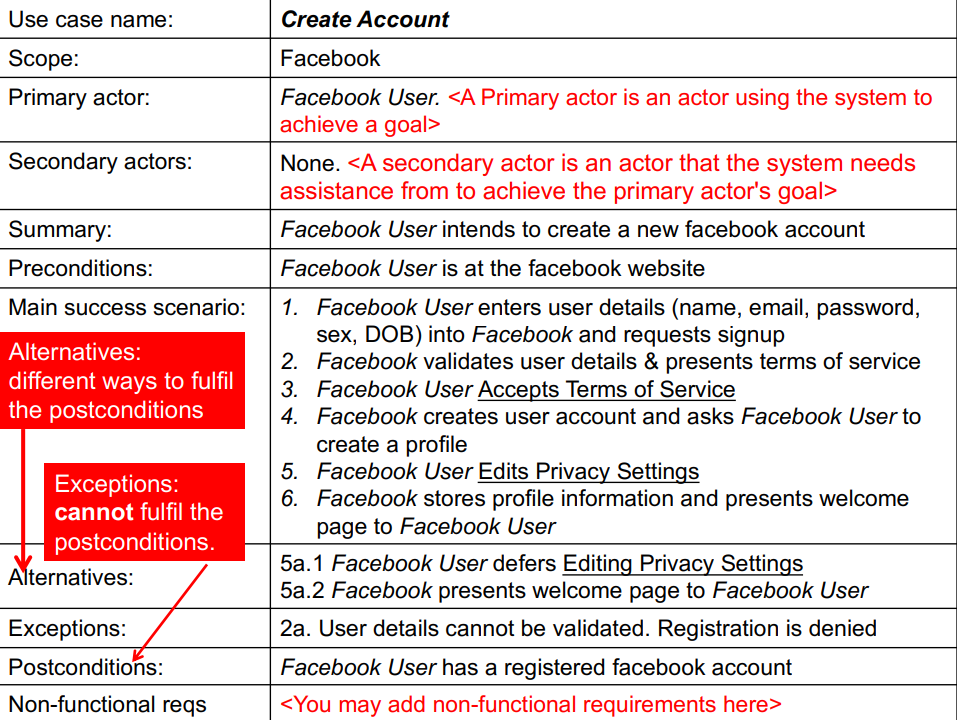 Use case name:
Create Account
Scope:
Facebook
Primary actor:
Facebook User. <A Primary actor is an actor using the system to
achieve a goal>
Secondary actors:
None. <A secondary actor is an actor that the system needs
assistance from to achieve the primary actor's goal>
Summary:
Facebook User intends to create a new facebook account
Preconditions:
Facebook User is at the facebook website
Main success scenario:
1. Facebook User enters user details (name, email, password,
sex, DOB) into Facebook and requests signup
2. Facebook validates user details & presents terms of service
3. Facebook User Accepts Terms of Service
4. Facebook creates user account and asks Facebook User to
create a profile
5. Facebook User Edits Privacy Settings
6. Facebook stores profile information and presents welcome
page to Facebook User
Alternatives:
different ways to fulfil
the postconditions
Exceptions:
cannot fulfil the
postconditions.
Alternatives:
5a.1 Facebook User defers Editing Privacy Settings
5a.2 Facebook presents welcome page to Facebook User
Exceptions:
2a. User details cannot be validated. Registration is denied
Postconditions:
Facebook User has a registered facebook account
Non-functional reqs
<You may add non-functional requirements here>